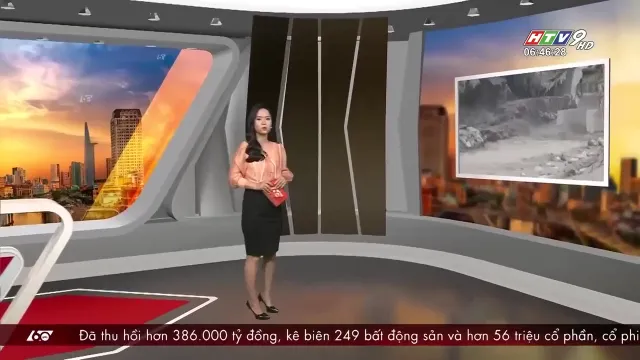 HTV9 HD
06:46:28
60
Đã thu hồi hơn 386.000 tỷ đồng, kê biên 249 bất động sản và hơn 56 triệu cổ phần, cổ phi